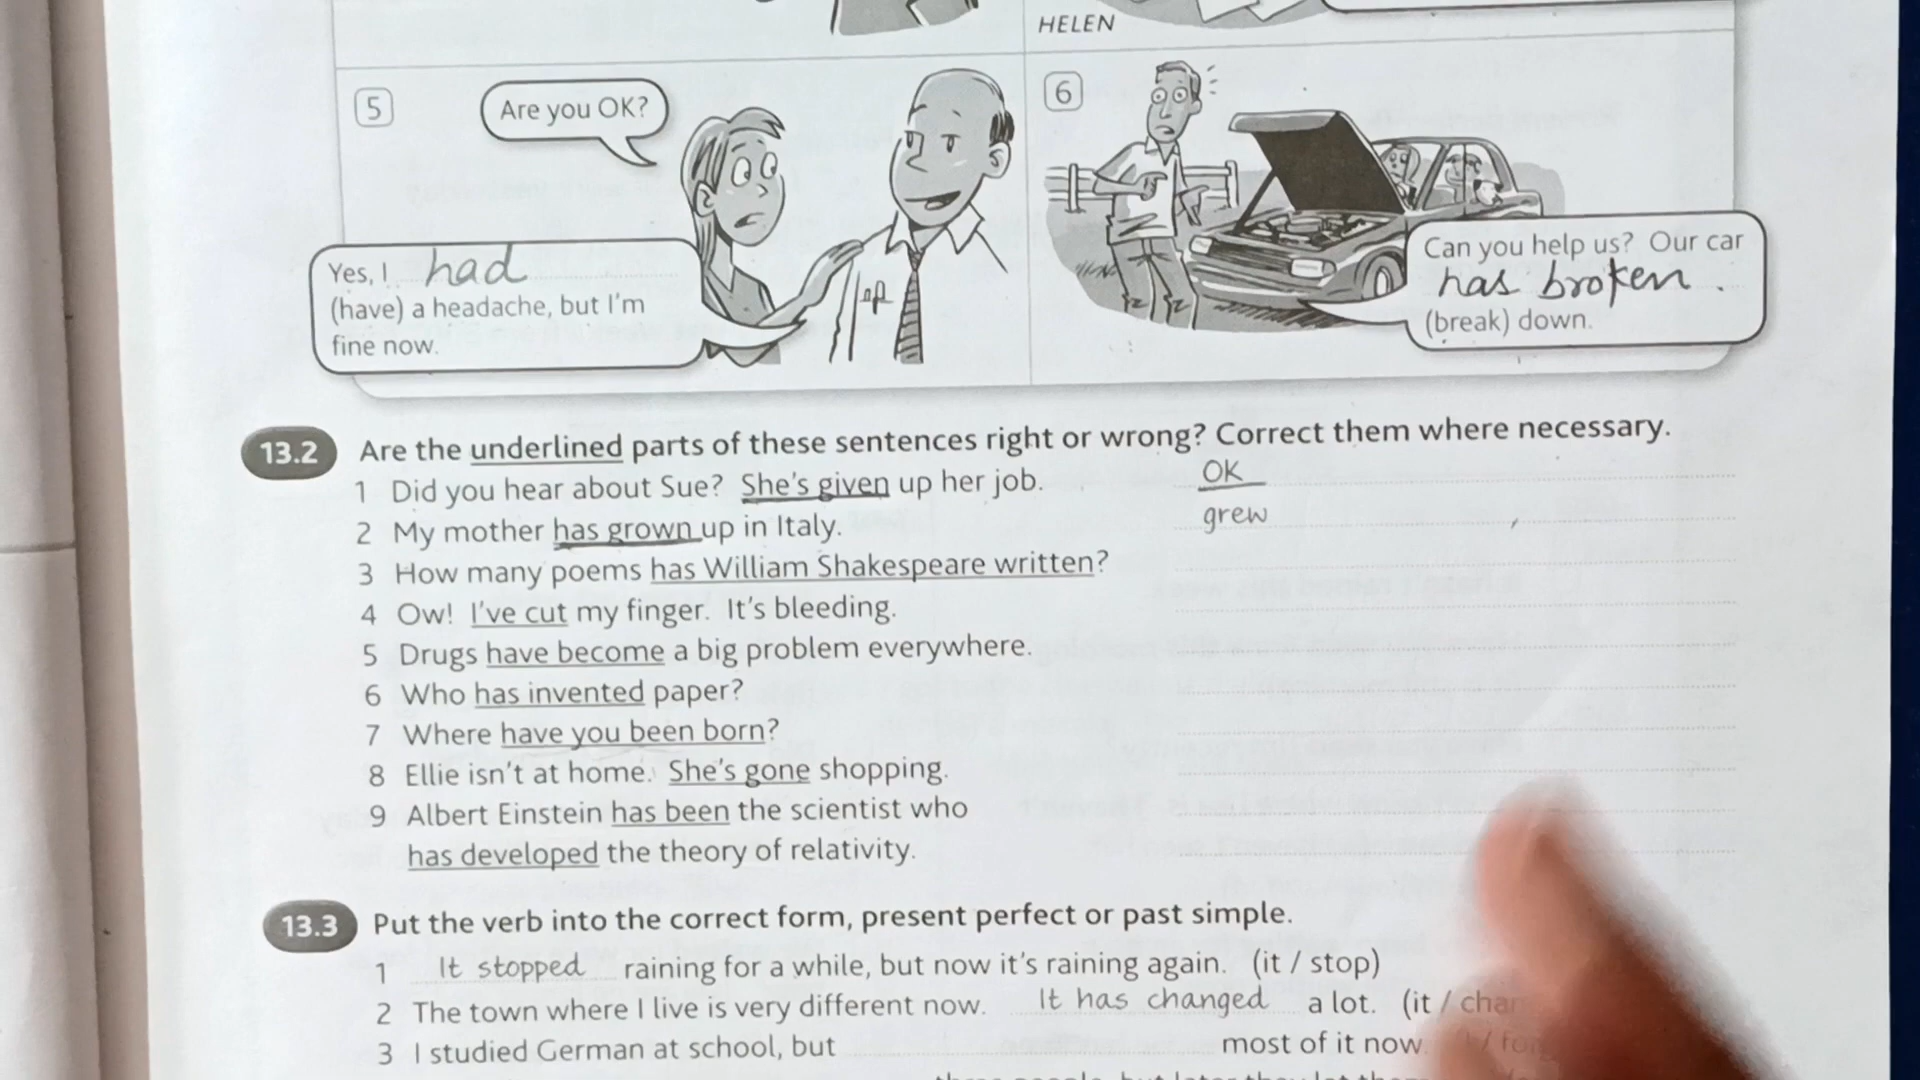 HELEN
5
Are you OK?
Yes, I had
(have) a headache, but I'm
fine now.
6
Can you help us? Our car
has broken .
(break) down.
13.2 Are the underlined parts of these sentences right or wrong? Correct them where necessary.
1 Did you hear about Sue? She's given up her job. OK
2 My mother has grown up in Italy. grew
3 How many poems has William Shakespeare written?
4 Ow! I've cut my finger. It's bleeding.
5 Drugs have become a big problem everywhere.
6 Who has invented paper?
7 Where have you been born?
8 Ellie isn't at home. She's gone shopping.
9 Albert Einstein has been the scientist who
has developed the theory of relativity.
13.3 Put the verb into the correct form, present perfect or past simple.
1 It stopped raining for a while, but now it's raining again. (it / stop)
2 The town where I live is very different now. It has changed a lot. (it /
3 I studied German at school, but most of it now